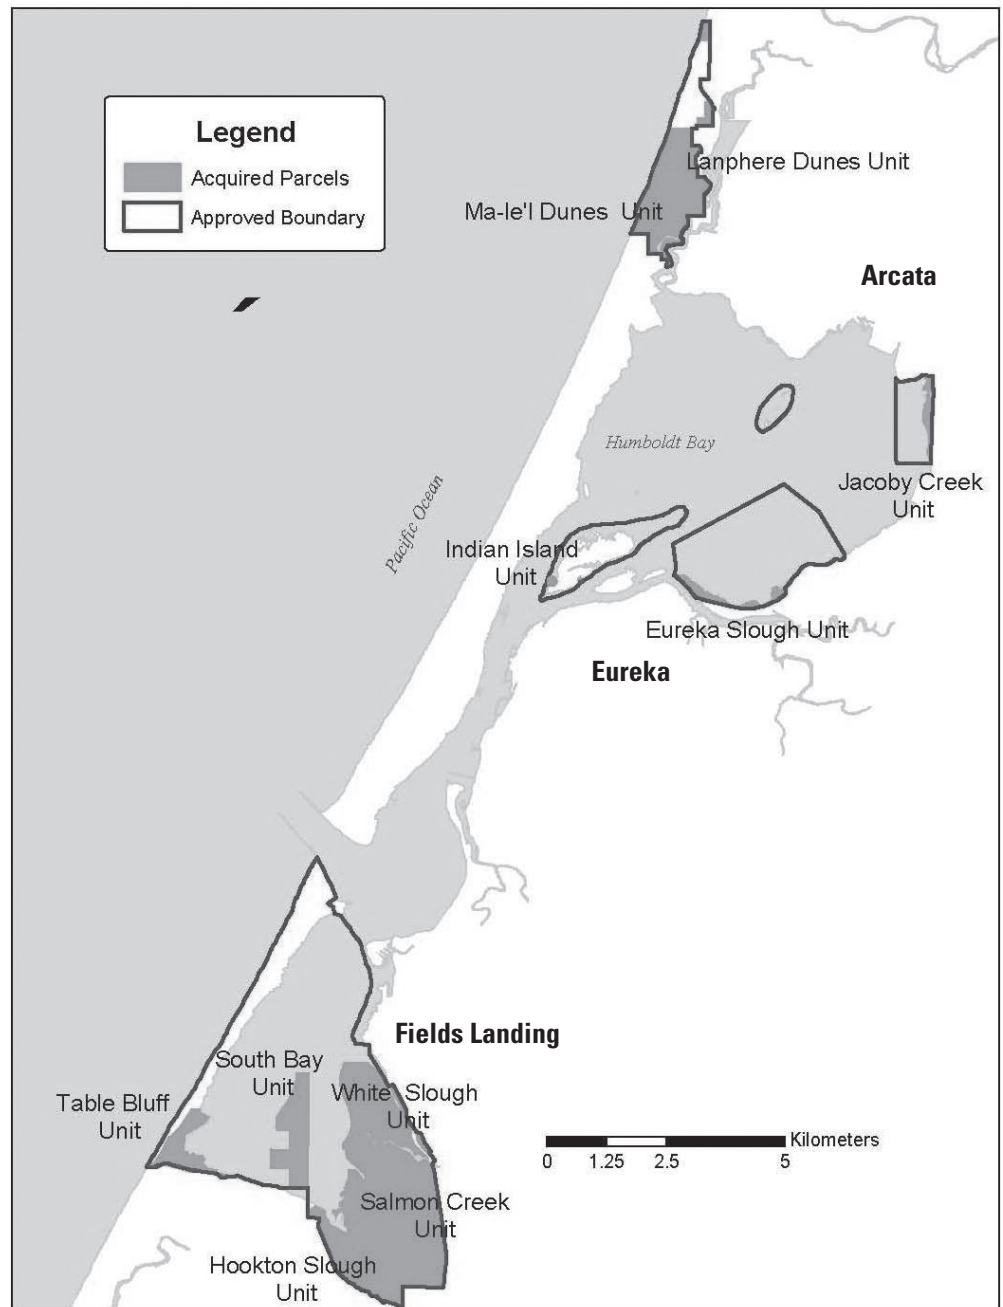 Legend
Acquired Parcels
Approved Boundary
Lanphere Dunes Unit
Ma-le'l Dunes Unit
Arcata
Humboldt Bay
Jacoby Creek
Unit
Pacific Ocean
Indian Island
Unit
Eureka Slough Unit
Eureka
Fields Landing
South Bay
Unit
White Slough
Unit
Table Bluff
Unit
Kilometers
0 1.25 2.5 5
Salmon Creek
Unit
Hookton Slough
Unit